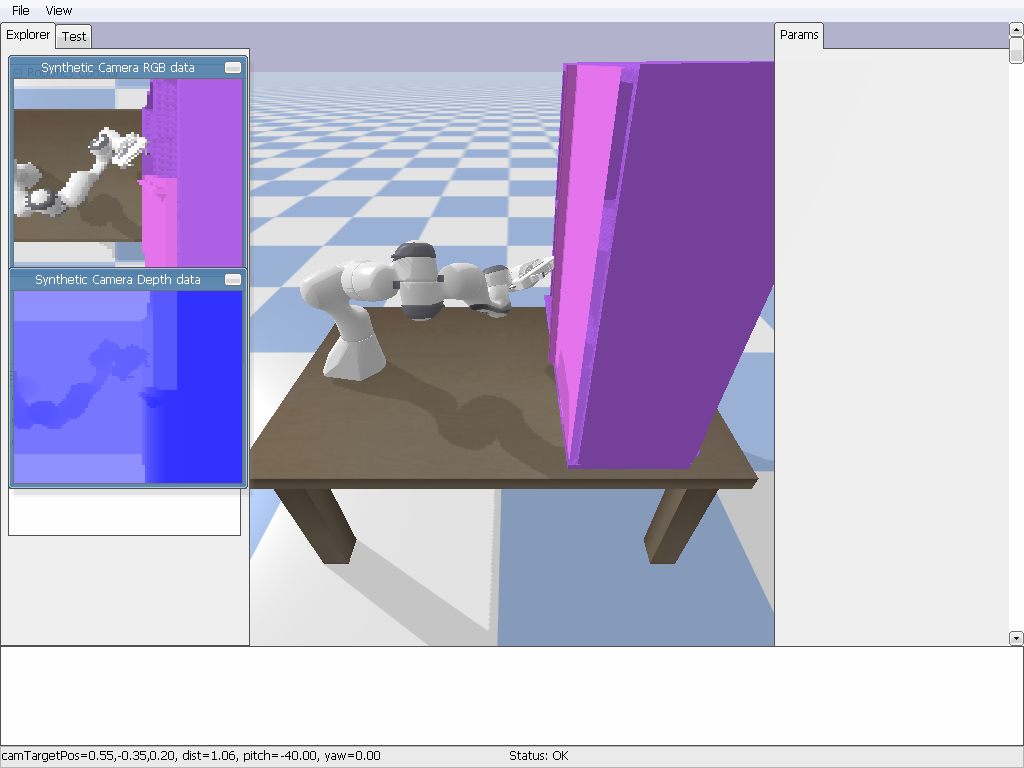 File View
Explorer Test
Params
Synthetic Camera RGB data
Synthetic Camera Depth data
camTargetPos=0.55,-0.35,0.20, dist=1.06, pitch=-40.00, yaw=0.00 Status: OK